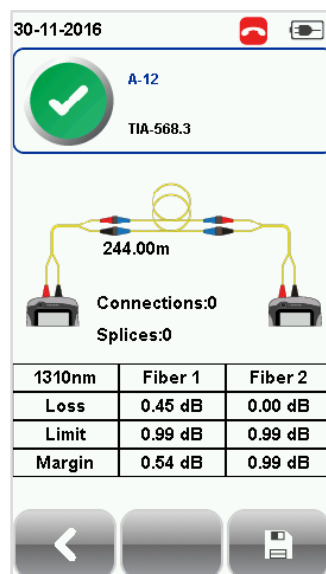 30-11-2016
A-12
TIA-568.3
244.00m
Connections:0
Splices:0
1310nm Fiber 1 Fiber 2
Loss 0.45 dB 0.00 dB
Limit 0.99 dB 0.99 dB
Margin 0.54 dB 0.99 dB